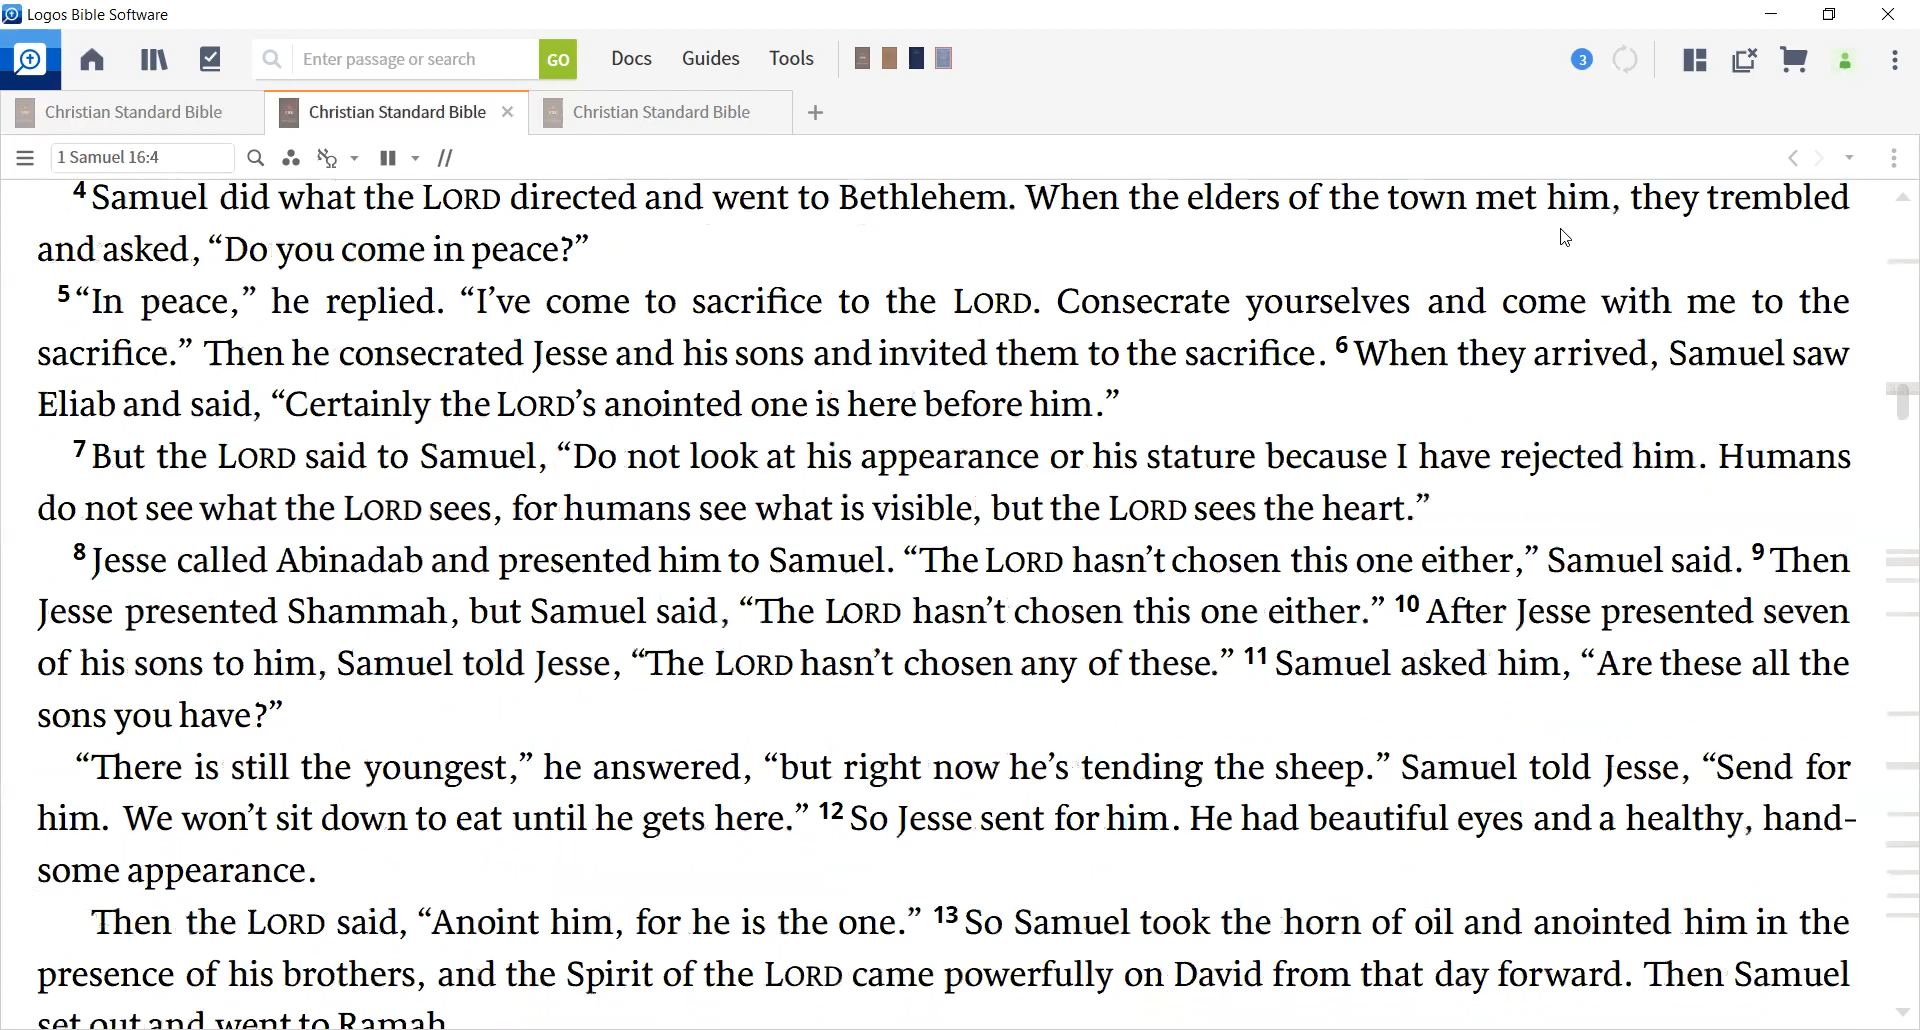 Logos Bible Software
Enter passage or search
GO
Docs
Guides
Tools
3
Christian Standard Bible
Christian Standard Bible
Christian Standard Bible
1 Samuel 16:4
4 Samuel did what the LORD directed and went to Bethlehem. When the elders of the town met him, they trembled
and asked, “Do you come in peace?”
5 “In peace,” he replied. “I’ve come to sacrifice to the LORD. Consecrate yourselves and come with me to the
sacrifice.” Then he consecrated Jesse and his sons and invited them to the sacrifice. 6 When they arrived, Samuel saw
Eliab and said, “Certainly the LORD’s anointed one is here before him.”
7 But the LORD said to Samuel, “Do not look at his appearance or his stature because I have rejected him. Humans
do not see what the LORD sees, for humans see what is visible, but the LORD sees the heart.”
8 Jesse called Abinadab and presented him to Samuel. “The LORD hasn’t chosen this one either,” Samuel said. 9 Then
Jesse presented Shammah, but Samuel said, “The LORD hasn’t chosen this one either.” 10 After Jesse presented seven
of his sons to him, Samuel told Jesse, “The LORD hasn’t chosen any of these.” 11 Samuel asked him, “Are these all the
sons you have?”
“There is still the youngest,” he answered, “but right now he’s tending the sheep.” Samuel told Jesse, “Send for
him. We won’t sit down to eat until he gets here.” 12 So Jesse sent for him. He had beautiful eyes and a healthy, hand-
some appearance.
Then the LORD said, “Anoint him, for he is the one.” 13 So Samuel took the horn of oil and anointed him in the
presence of his brothers, and the Spirit of the LORD came powerfully on David from that day forward. Then Samuel
set out and went to Ramah.